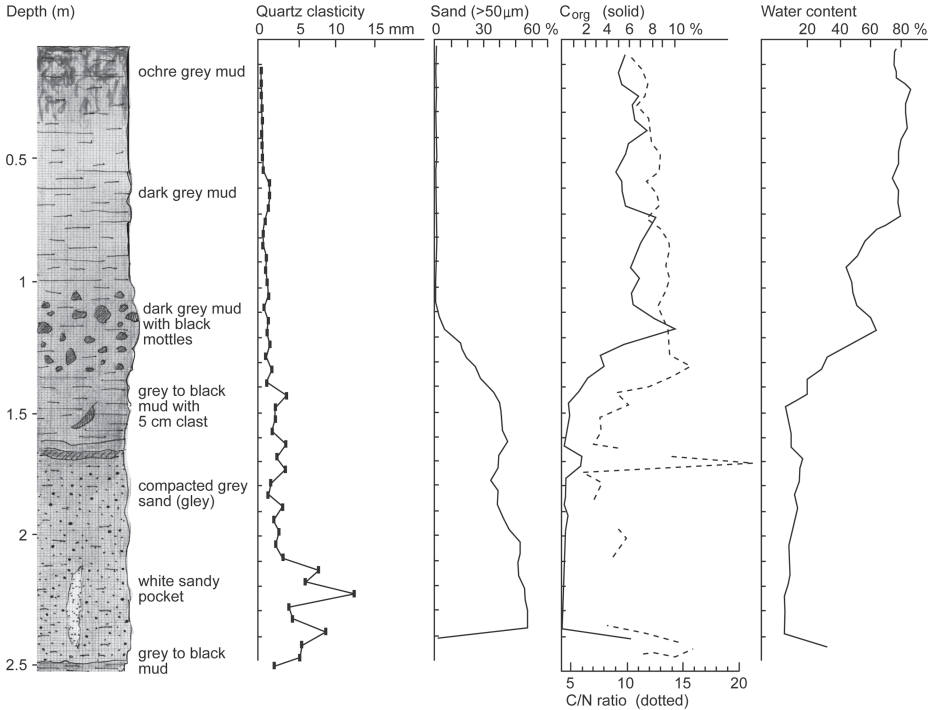 Depth (m)
Quartz clasticity
Sand (>50 µm)
Corg (solid)
Water content
0 5 10 15 mm
0 30 60 %
2 4 6 8 10 %
20 40 60 80 %
ochre grey mud
0.5
dark grey mud
1
dark grey mud
with black
mottles
grey to black
mud with
5 cm clast
1.5
compacted grey
sand (gley)
2
white sandy
pocket
grey to black
mud
2.5
5 10 15 20
C/N ratio (dotted)